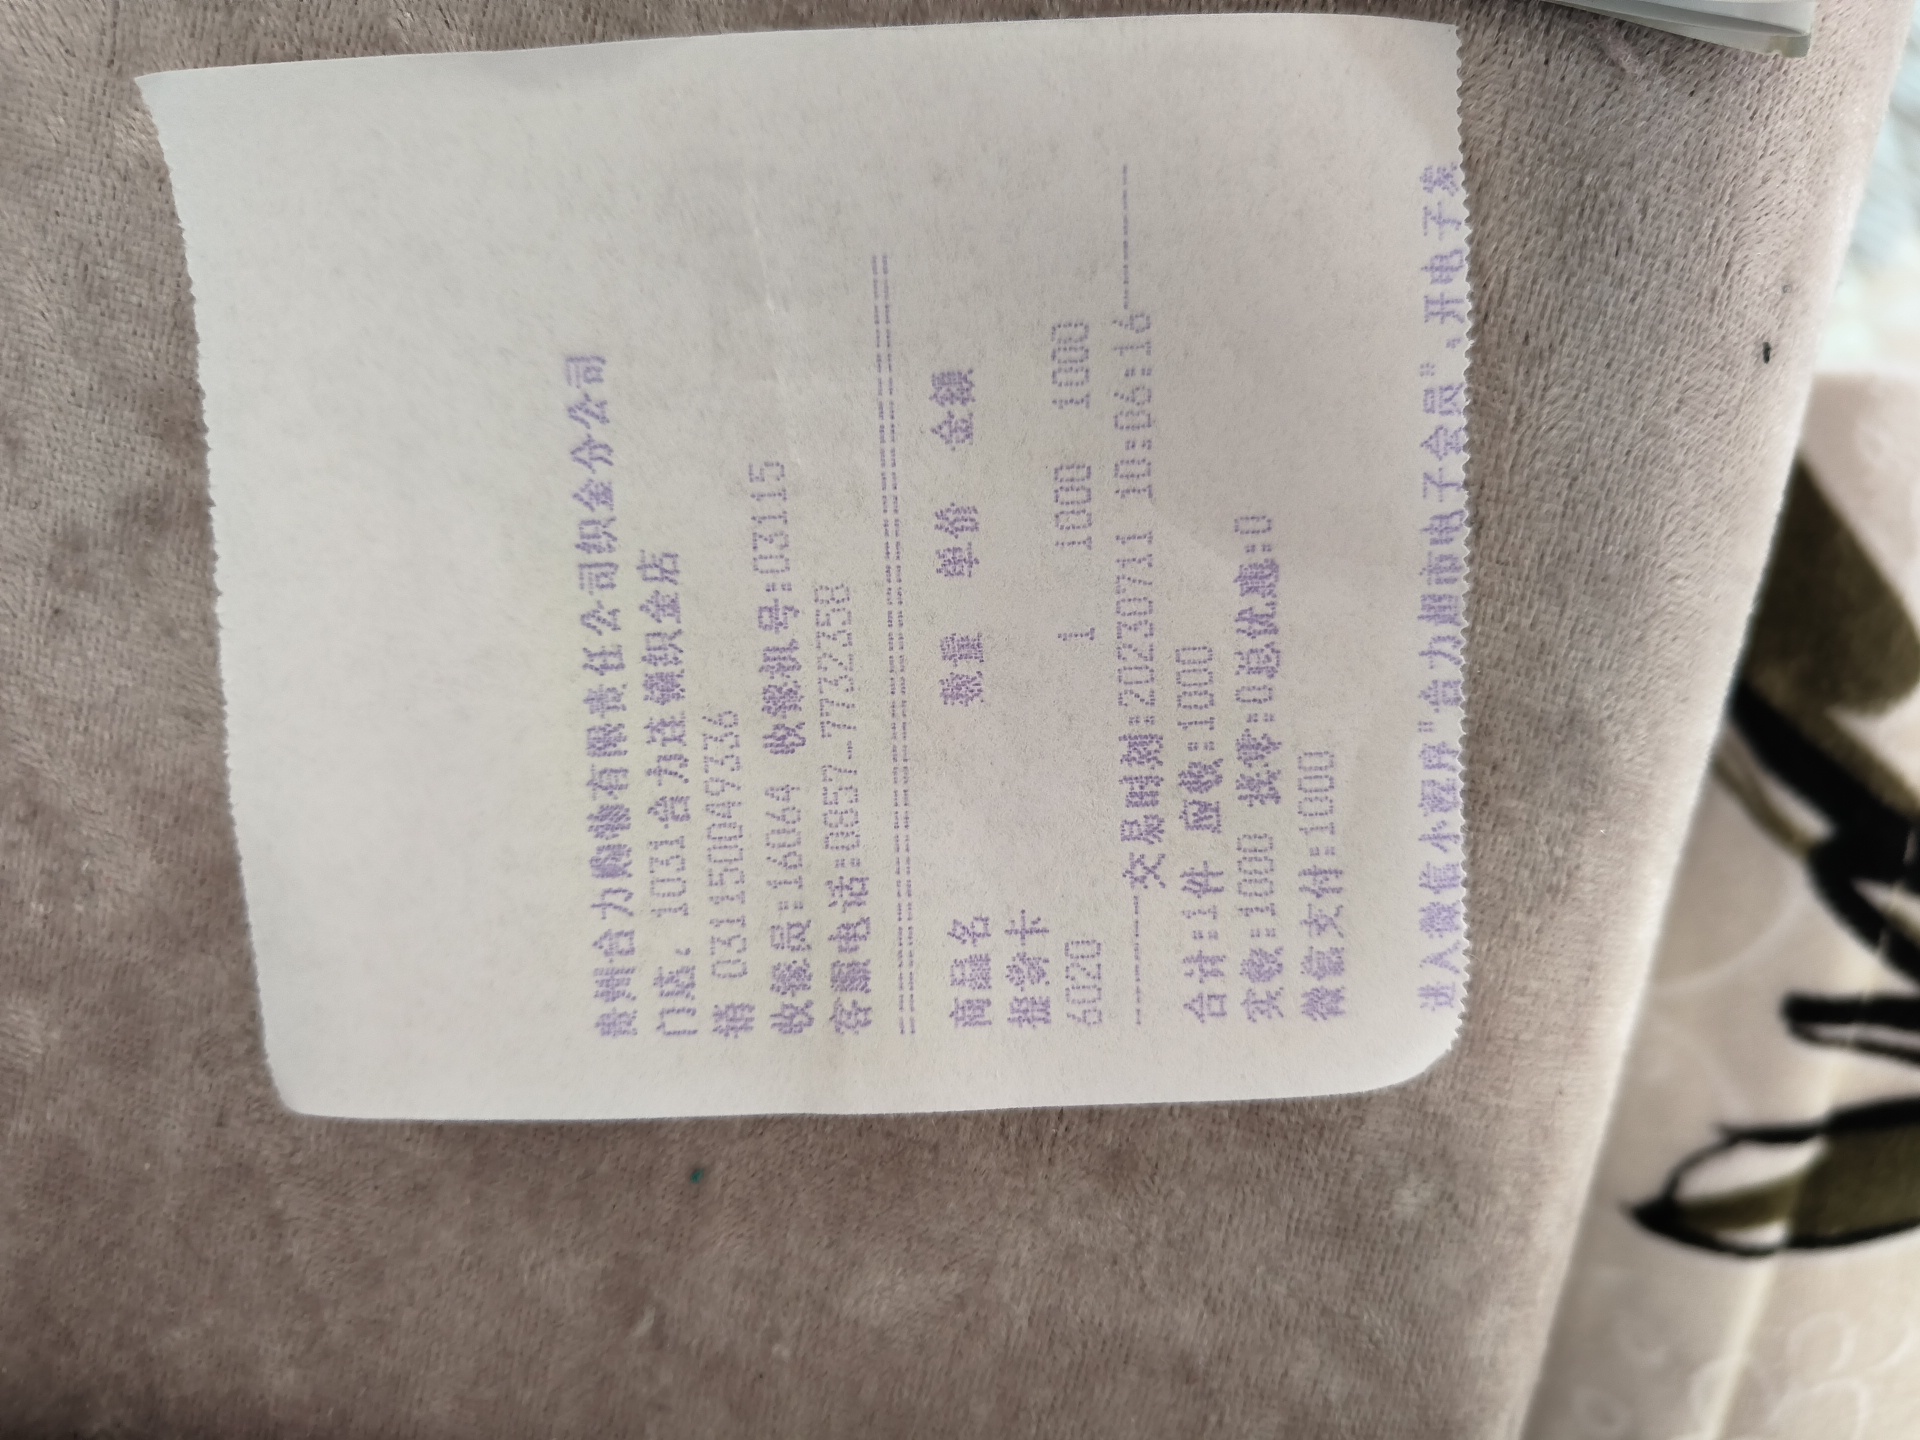 贵州合力购物有限责任公司织金分公司
门店: 1031合力连锁织金店
销 03115D049336
收银员:1604 收银机号:03115
客服电话:0857-7732358
================================
商品名 数量 单价 金额
提货卡
6020 1 1000 1000
--------交易时刻:20230711 10:06:16--------
合计:1件 应收:1000
实收:1000 找零:0总优惠:0
微信支付:1000
进入微信小程序"合力超市电子会员",开电子发